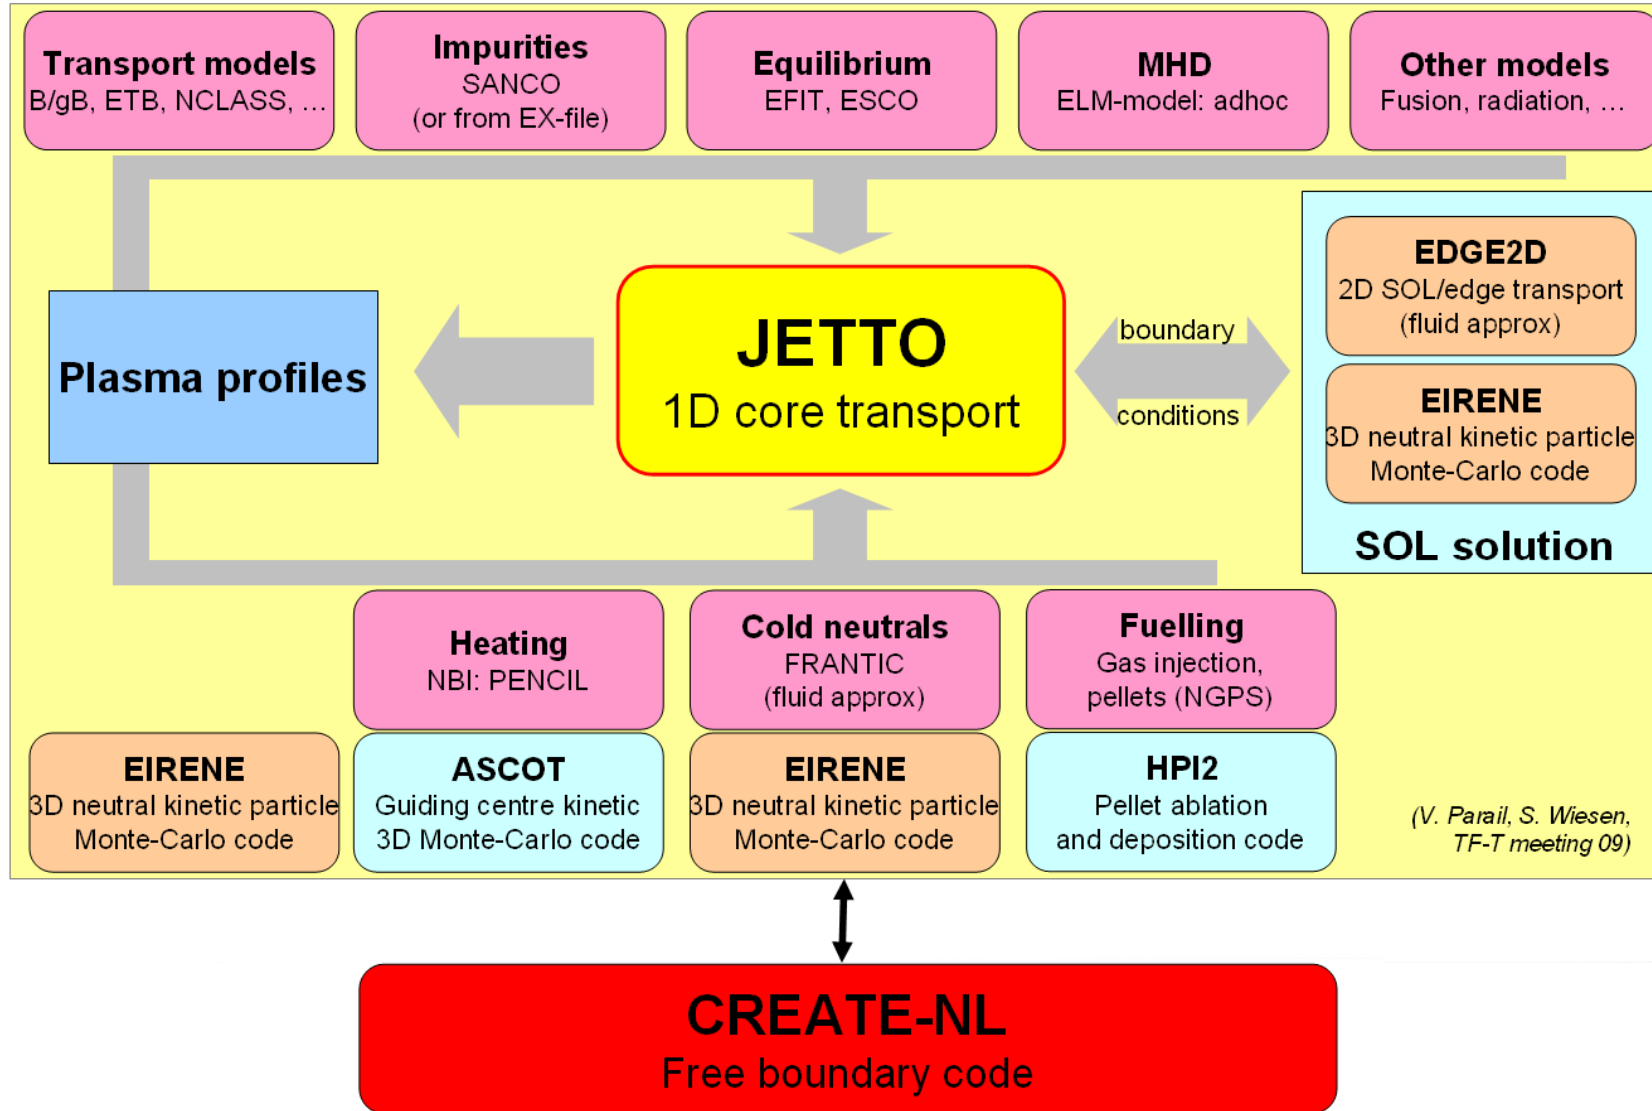 Transport models
B/gB, ETB, NCLASS, ...
Impurities
SANCO
(or from EX-file)
Equilibrium
EFIT, ESCO
MHD
ELM-model: adhoc
Other models
Fusion, radiation, ...
Plasma profiles
JETTO
1D core transport
boundary
conditions
EDGE2D
2D SOL/edge transport
(fluid approx)
EIRENE
3D neutral kinetic particle
Monte-Carlo code
SOL solution
Heating
NBI: PENCIL
Cold neutrals
FRANTIC
(fluid approx)
Fuelling
Gas injection,
pellets (NGPS)
EIRENE
3D neutral kinetic particle
Monte-Carlo code
ASCOT
Guiding centre kinetic
3D Monte-Carlo code
EIRENE
3D neutral kinetic particle
Monte-Carlo code
HPI2
Pellet ablation
and deposition code
(V. Parail, S. Wiesen,
TF-T meeting 09)
CREATE-NL
Free boundary code